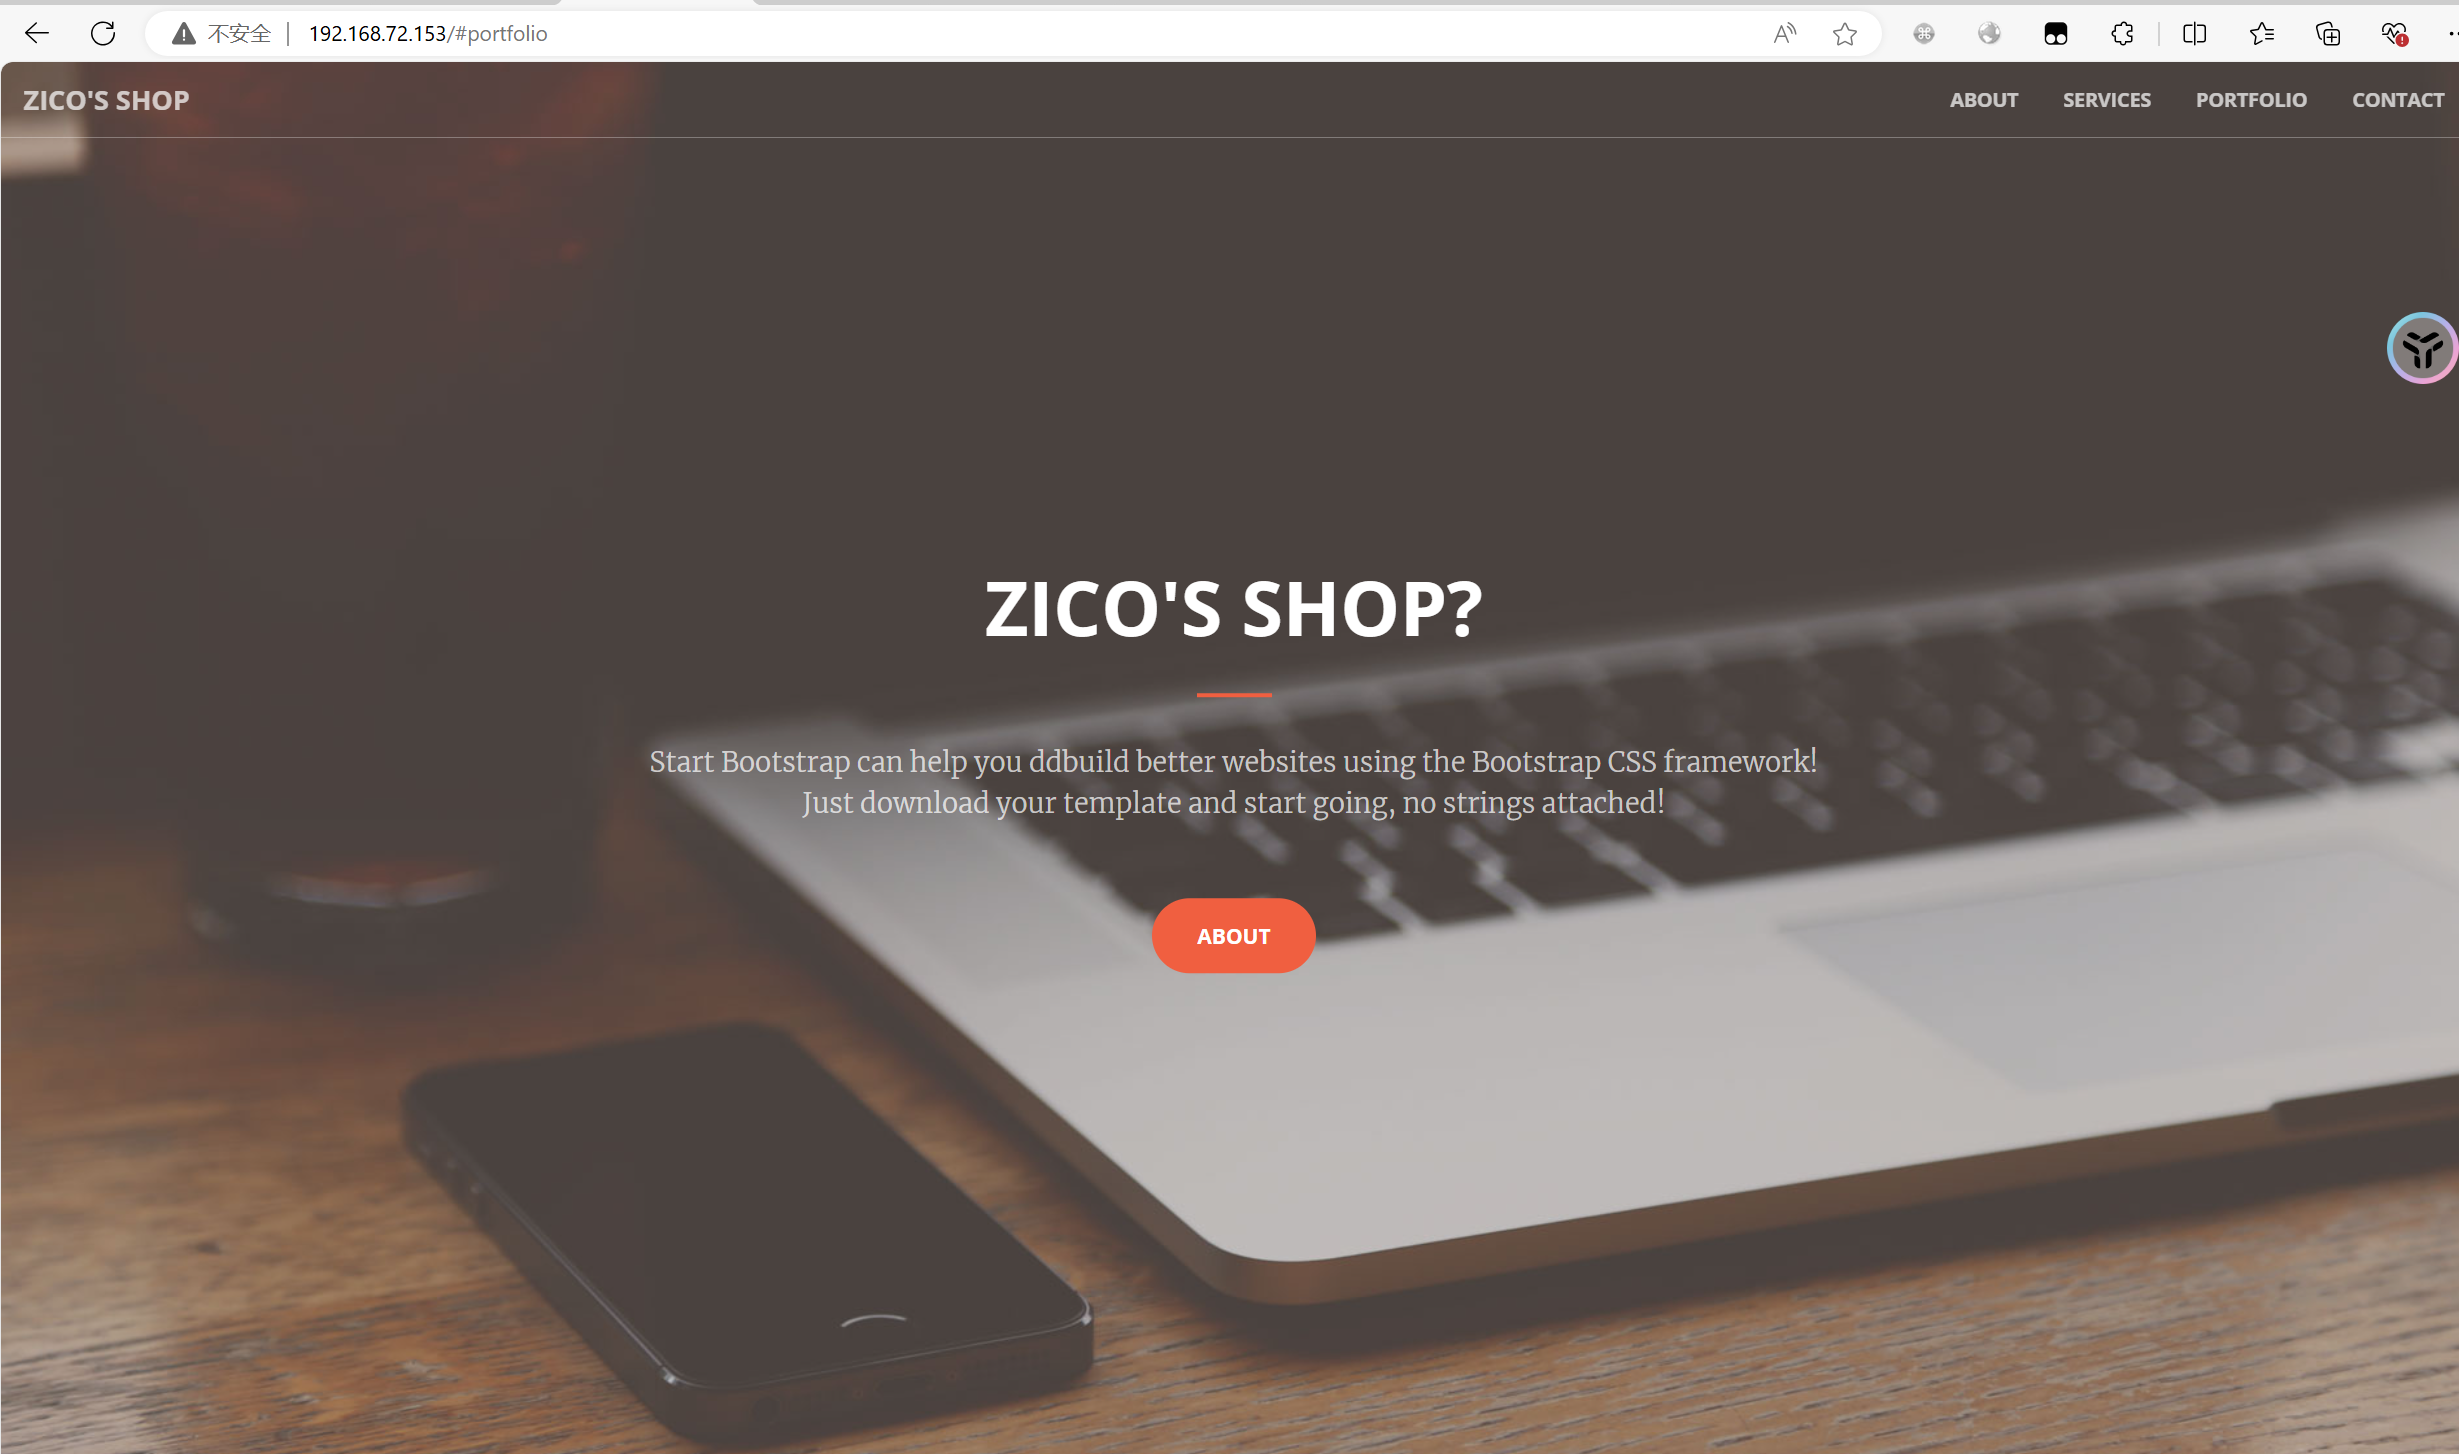 不安全 192.168.72.153/#portfolio
ZICO'S SHOP ABOUT SERVICES PORTFOLIO CONTACT
ZICO'S SHOP?
Start Bootstrap can help you ddbuild better websites using the Bootstrap CSS framework!
Just download your template and start going, no strings attached!
ABOUT